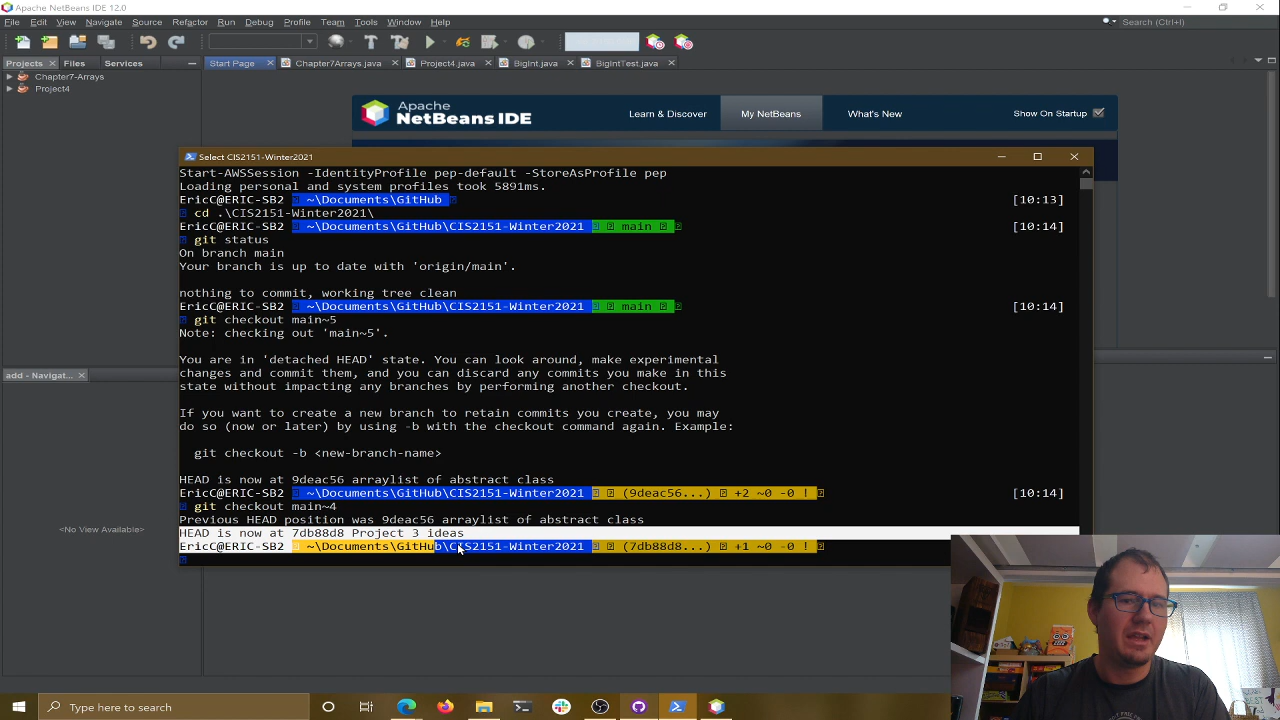 NetBeans IDE 12.0
File Edit View Navigate Source Refactor Run Debug Profile Team Tools Window Help
Search (Ctrl+I)
Projects Files Services
Start Page Chapter7Arrays.java Project4.java BigInt.java BigIntTest.java
Chapter7-Arrays
Project4
Apache
NetBeans IDE
Learn & Discover My NetBeans What's New Show On Startup
Select CIS2151-Winter2021
Start-AWSSession -IdentityProfile pep-default -StoreAsProfile pep
Loading personal and system profiles took 5891ms.
EricC@ERIC-SB2 ~\Documents\GitHub [10:13]
cd .\CIS2151-Winter2021\
EricC@ERIC-SB2 ~\Documents\GitHub\CIS2151-Winter2021 main [10:14]
git status
On branch main
Your branch is up to date with 'origin/main'.
nothing to commit, working tree clean
EricC@ERIC-SB2 ~\Documents\GitHub\CIS2151-Winter2021 main [10:14]
git checkout main~5
Note: checking out 'main~5'.
You are in 'detached HEAD' state. You can look around, make experimental
changes and commit them, and you can discard any commits you make in this
state without impacting any branches by performing another checkout.
If you want to create a new branch to retain commits you create, you may
do so (now or later) by using -b with the checkout command again. Example:
git checkout -b <new-branch-name>
HEAD is now at 9deac56 arraylist of abstract class
EricC@ERIC-SB2 ~\Documents\GitHub\CIS2151-Winter2021 (9deac56...) +2 ~0 -0 ! [10:14]
git checkout main~4
Previous HEAD position was 9deac56 arraylist of abstract class
HEAD is now at 7db88d8 Project 3 ideas
EricC@ERIC-SB2 ~\Documents\GitHub\CIS2151-Winter2021 (7db88d8...) +1 ~0 -0 !
add - Navigat...
<No View Available>
Type here to search